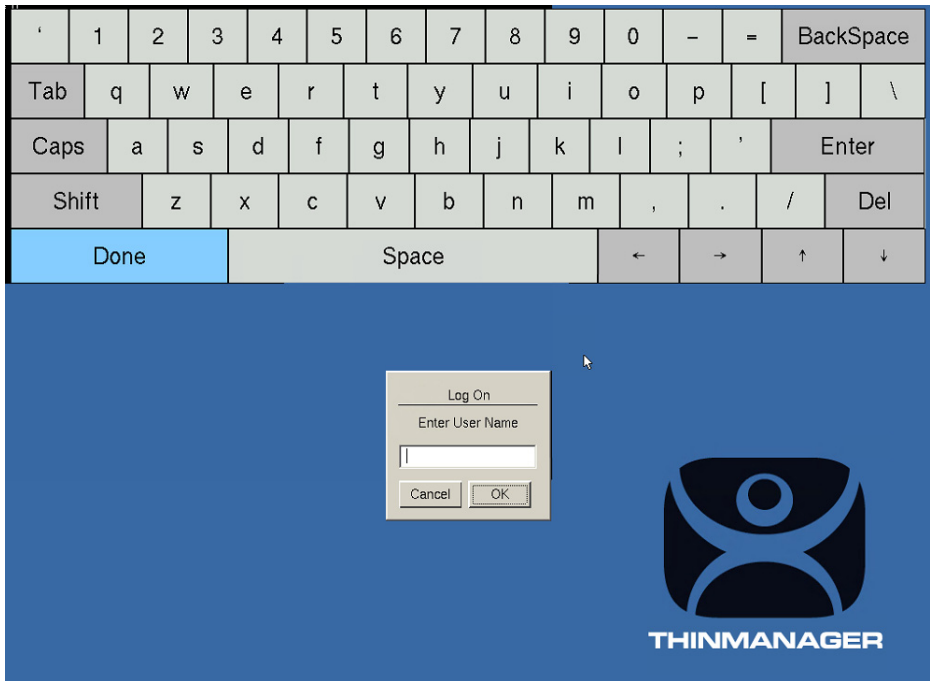 ‘ 1 2 3 4 5 6 7 8 9 0 – = BackSpace
Tab q w e r t y u i o p [ ] \
Caps a s d f g h j k l ; ' Enter
Shift z x c v b n m , . / Del
Done Space ← → ↑ ↓
Log On
Enter User Name
Cancel OK
THINMANAGER